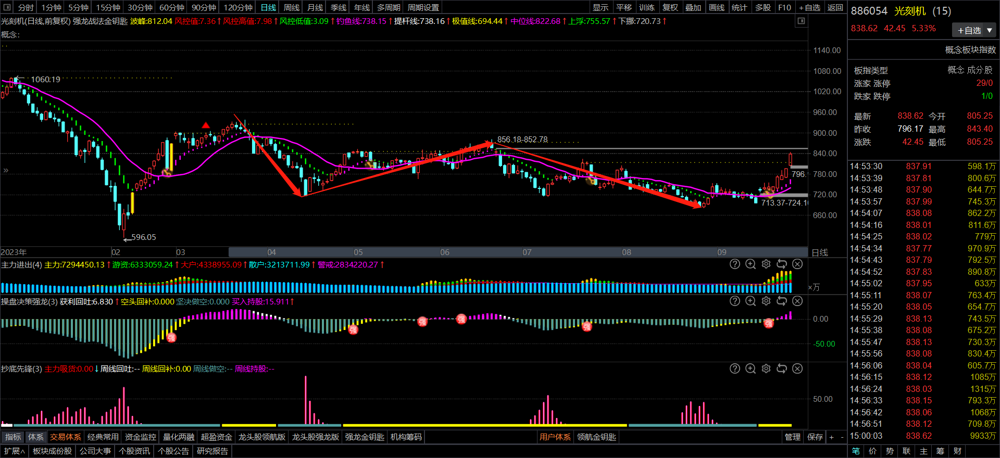 分时 1分钟 5分钟 15分钟 30分钟 60分钟 90分钟 120分钟 日线 周线 月线 季线 年线 多周期 周期设置 显示 平移 训练 复权 叠加 画线 统计 多股 F10 +自选 返回
光刻机(日线,前复权) 强龙战法金钥匙 波峰:812.04 风控值:7.36↑ 风控高值:7.98↑ 风控低值:3.09↑ 钓鱼线:738.15↑ 提杆线:738.16↑ 极值线:694.44↑ 中位线:822.68↑ 上浮:755.57↑ 下挪:720.73↑
概念:
1060.19
856.18-852.78
796.
713.37-724.1
596.05
1140.00
1080.00
1020.00
960.00
900.00
840.00
780.00
720.00
660.00
2023年 02 03 04 05 06 07 08 09 日线
主力进出(4) 主力:7294450.13↑ 游资:6333059.24↑ 大户:4338955.09↑ 散户:3213711.99↑ 警戒:2834220.27↑
×万
操盘决策强龙(3) 获利回吐:6.830↑ 空头回补:0.000 坚决做空:0.000 买入持股:15.911↑
强 强 强 强 强 强
0.00
-50.00
抄底先锋(3) 主力吸货:0.00↓ 周线回吐:-- 周线回补:0.00 周线做空:-- 周线持股:--
50.00
指标 体系 交易体系 经典常用 资金监控 量化两融 超盈资金 龙头股领航版 龙头股强龙版 强龙金钥匙 机构筹码 用户体系 领航金钥匙 管理 保存 + -
扩展∧ 板块成份股 公司大事 个股资讯 个股公告 研究报告
886054 光刻机 (15)
838.62 42.45 5.33% +自选 ▼
概念板块指数
板指类型 概念 成分股
涨家 涨停 29/0
跌家 跌停 1/0
最新 838.62 今开 805.25
昨收 796.17 最高 843.40
涨跌 42.45 最低 805.25
14:53:30 837.91 598.1万
14:53:39 837.81 800.6万
14:53:48 837.90 644.7万
14:53:57 837.99 745.3万
14:54:07 838.08 862.2万
14:54:16 838.01 811.6万
14:54:25 838.02 779万
14:54:34 837.77 970.9万
14:54:43 837.79 792.5万
14:54:52 837.83 890.8万
14:55:02 837.95 633万
14:55:11 838.07 763.4万
14:55:20 838.05 654.7万
14:55:29 838.13 743.5万
14:55:38 838.08 675.2万
14:55:47 838.13 730.3万
14:55:56 838.08 830.4万
14:56:06 838.04 605.7万
14:56:15 838.12 1085万
14:56:24 838.03 1315万
14:56:33 838.15 793.3万
14:56:42 838.06 1068万
14:56:51 838.12 709.8万
15:00:03 838.62 9933万
笔 价 势 联 主 筹 财